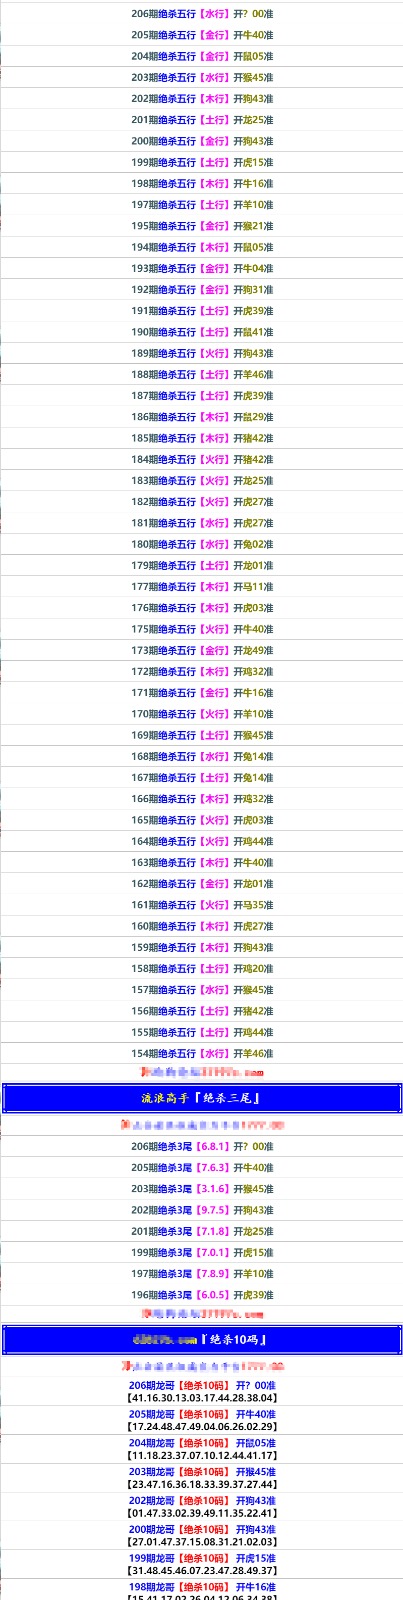 206期绝杀五行【水行】开？00准
205期绝杀五行【金行】开牛40准
204期绝杀五行【金行】开鼠05准
203期绝杀五行【水行】开猴45准
202期绝杀五行【木行】开狗43准
201期绝杀五行【土行】开龙25准
200期绝杀五行【金行】开狗43准
199期绝杀五行【土行】开虎15准
198期绝杀五行【木行】开牛16准
197期绝杀五行【土行】开羊10准
195期绝杀五行【金行】开猴21准
194期绝杀五行【木行】开鼠05准
193期绝杀五行【金行】开牛04准
192期绝杀五行【金行】开狗31准
191期绝杀五行【土行】开虎39准
190期绝杀五行【土行】开鼠41准
189期绝杀五行【火行】开狗43准
188期绝杀五行【土行】开羊46准
187期绝杀五行【土行】开虎39准
186期绝杀五行【木行】开鼠29准
185期绝杀五行【木行】开猪42准
184期绝杀五行【火行】开猪42准
183期绝杀五行【火行】开龙25准
182期绝杀五行【火行】开虎27准
181期绝杀五行【水行】开虎27准
180期绝杀五行【水行】开兔02准
179期绝杀五行【土行】开龙01准
177期绝杀五行【木行】开马11准
176期绝杀五行【木行】开虎03准
175期绝杀五行【火行】开牛40准
173期绝杀五行【金行】开龙49准
172期绝杀五行【木行】开鸡32准
171期绝杀五行【金行】开牛16准
170期绝杀五行【火行】开羊10准
169期绝杀五行【土行】开猴45准
168期绝杀五行【水行】开兔14准
167期绝杀五行【土行】开兔14准
166期绝杀五行【木行】开鸡32准
165期绝杀五行【火行】开虎03准
164期绝杀五行【火行】开鸡44准
163期绝杀五行【木行】开牛40准
162期绝杀五行【金行】开龙01准
161期绝杀五行【火行】开马35准
160期绝杀五行【木行】开虎27准
159期绝杀五行【木行】开狗43准
158期绝杀五行【土行】开鸡20准
157期绝杀五行【水行】开猴45准
156期绝杀五行【土行】开猪42准
155期绝杀五行【土行】开鸡44准
154期绝杀五行【水行】开羊46准
流浪高手『绝杀三尾』
206期绝杀3尾【6.8.1】开？00准
205期绝杀3尾【7.6.3】开牛40准
203期绝杀3尾【3.1.6】开猴45准
202期绝杀3尾【9.7.5】开狗43准
201期绝杀3尾【7.1.8】开龙25准
199期绝杀3尾【7.0.1】开虎15准
197期绝杀3尾【7.8.9】开羊10准
196期绝杀3尾【6.0.5】开虎39准
『绝杀10码』
206期龙哥【绝杀10码】开？00准
【41.16.30.13.03.17.44.28.38.04】
205期龙哥【绝杀10码】开牛40准
【17.24.48.47.49.04.06.26.02.29】
204期龙哥【绝杀10码】开鼠05准
【11.18.23.37.07.10.12.44.41.17】
203期龙哥【绝杀10码】开猴45准
【23.47.16.36.18.33.39.37.27.44】
202期龙哥【绝杀10码】开狗43准
【01.47.33.02.39.49.11.35.22.41】
200期龙哥【绝杀10码】开狗43准
【27.01.47.37.15.08.31.21.02.03】
199期龙哥【绝杀10码】开虎15准
【31.48.45.46.07.23.47.28.49.37】
198期龙哥【绝杀10码】开牛16准